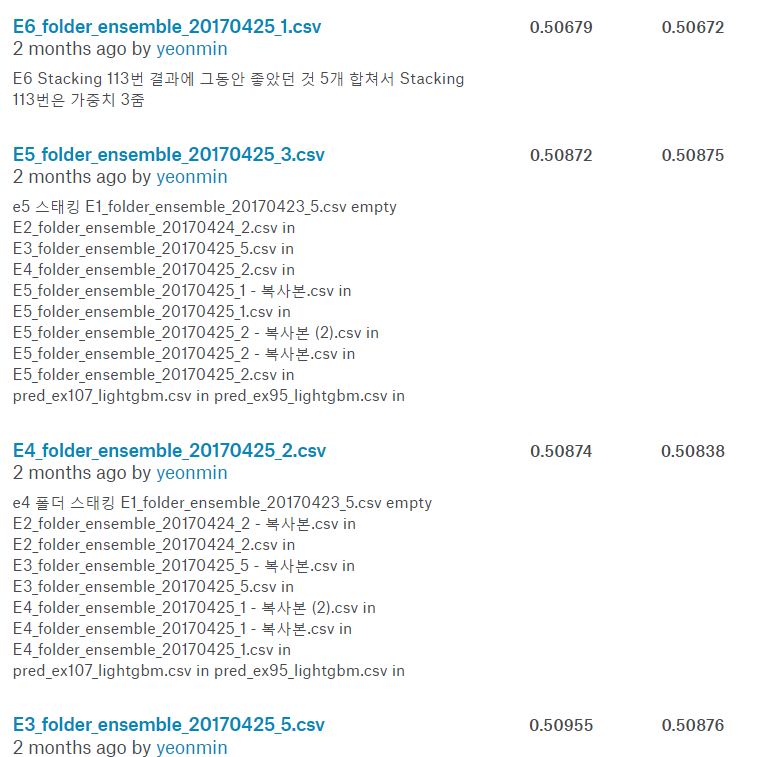 E6_folder_ensemble_20170425_1.csv 0.50679 0.50672
2 months ago by yeonmin
E6 Stacking 113번 결과에 그동안 좋았던 것 5개 합쳐서 Stacking
113번은 가중치 3줌
E5_folder_ensemble_20170425_3.csv 0.50872 0.50875
2 months ago by yeonmin
e5 스태킹 E1_folder_ensemble_20170423_5.csv empty
E2_folder_ensemble_20170424_2.csv in
E3_folder_ensemble_20170425_5.csv in
E4_folder_ensemble_20170425_2.csv in
E5_folder_ensemble_20170425_1 - 복사본.csv in
E5_folder_ensemble_20170425_1.csv in
E5_folder_ensemble_20170425_2 - 복사본 (2).csv in
E5_folder_ensemble_20170425_2 - 복사본.csv in
E5_folder_ensemble_20170425_2.csv in
pred_ex107_lightgbm.csv in pred_ex95_lightgbm.csv in
E4_folder_ensemble_20170425_2.csv 0.50874 0.50838
2 months ago by yeonmin
e4 폴더 스태킹 E1_folder_ensemble_20170423_5.csv empty
E2_folder_ensemble_20170424_2 - 복사본.csv in
E2_folder_ensemble_20170424_2.csv in
E3_folder_ensemble_20170425_5 - 복사본.csv in
E3_folder_ensemble_20170425_5.csv in
E4_folder_ensemble_20170425_1 - 복사본 (2).csv in
E4_folder_ensemble_20170425_1 - 복사본.csv in
E4_folder_ensemble_20170425_1.csv in
pred_ex107_lightgbm.csv in pred_ex95_lightgbm.csv in
E3_folder_ensemble_20170425_5.csv 0.50955 0.50876
2 months ago by yeonmin